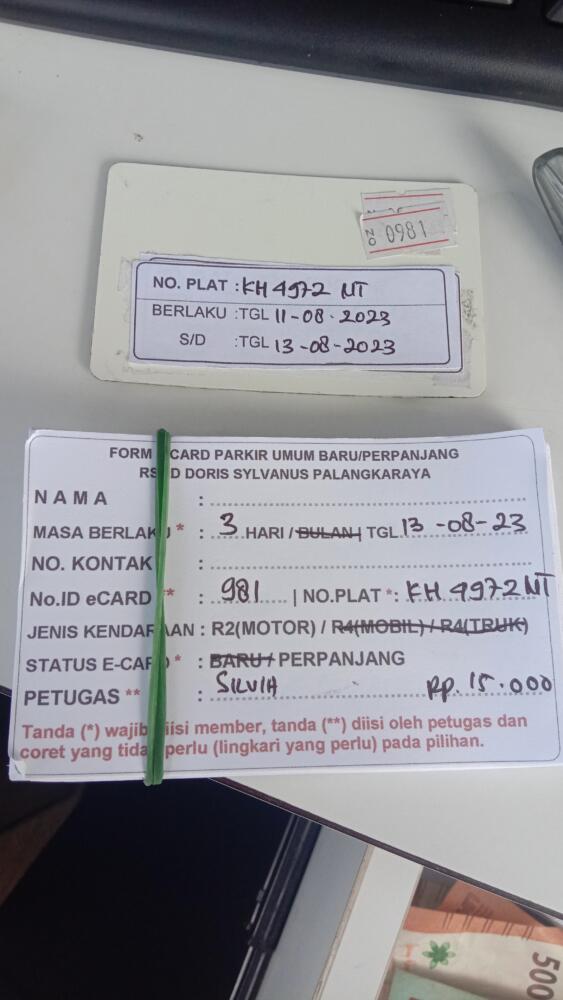 NO 0981
NO. PLAT : KH 4972 NT
BERLAKU : TGL 11-08-2023
S/D : TGL 13-08-2023
FORM CARD PARKIR UMUM BARU/PERPANJANG
RS D DORIS SYLVANUS PALANGKARAYA
NAMA :
MASA BERLAKU * : 3 HARI / BULAN | TGL. 13-08-23
NO. KONTAK :
No.ID eCARD ** : 981 | NO.PLAT *: KH 4972 NT
JENIS KENDARAAN : R2(MOTOR) / R4(MOBIL) / R4(TRUK)
STATUS E-CARD * : BARU / PERPANJANG
PETUGAS ** : SILVIA Rp. 15.000
Tanda (*) wajib diisi member, tanda (**) diisi oleh petugas dan
coret yang tidak perlu (lingkari yang perlu) pada pilihan.
500